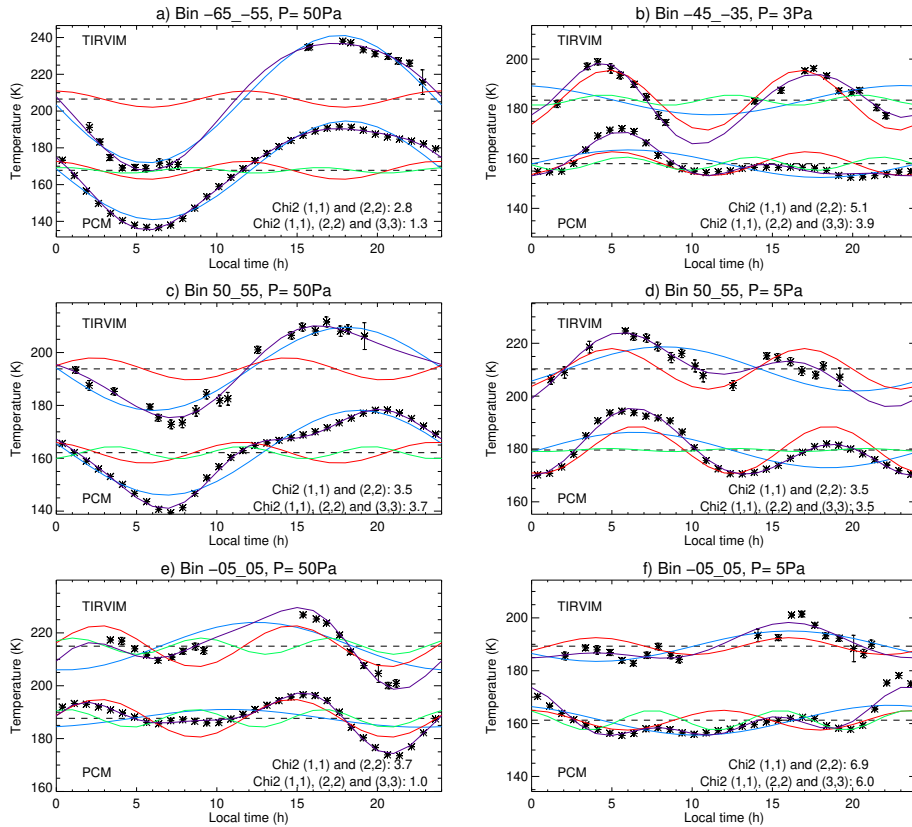 a) Bin -65_-55, P= 50Pa
TIRVIM
240
220
200
180
160
140
Temperature (K)
PCM
Chi2 (1,1) and (2,2): 2.8
Chi2 (1,1), (2,2) and (3,3): 1.3
0 5 10 15 20
Local time (h)
b) Bin -45_-35, P= 3Pa
TIRVIM
200
180
160
140
Temperature (K)
PCM
Chi2 (1,1) and (2,2): 5.1
Chi2 (1,1), (2,2) and (3,3): 3.9
0 5 10 15 20
Local time (h)
c) Bin 50_55, P= 50Pa
TIRVIM
200
180
160
140
Temperature (K)
PCM
Chi2 (1,1) and (2,2): 3.5
Chi2 (1,1), (2,2) and (3,3): 3.7
0 5 10 15 20
Local time (h)
d) Bin 50_55, P= 5Pa
TIRVIM
220
200
180
160
Temperature (K)
PCM
Chi2 (1,1) and (2,2): 3.5
Chi2 (1,1), (2,2) and (3,3): 3.5
0 5 10 15 20
Local time (h)
e) Bin -05_05, P= 50Pa
TIRVIM
220
200
180
160
Temperature (K)
PCM
Chi2 (1,1) and (2,2): 3.7
Chi2 (1,1), (2,2) and (3,3): 1.0
0 5 10 15 20
Local time (h)
f) Bin -05_05, P= 5Pa
TIRVIM
200
180
160
140
Temperature (K)
PCM
Chi2 (1,1) and (2,2): 6.9
Chi2 (1,1), (2,2) and (3,3): 6.0
0 5 10 15 20
Local time (h)